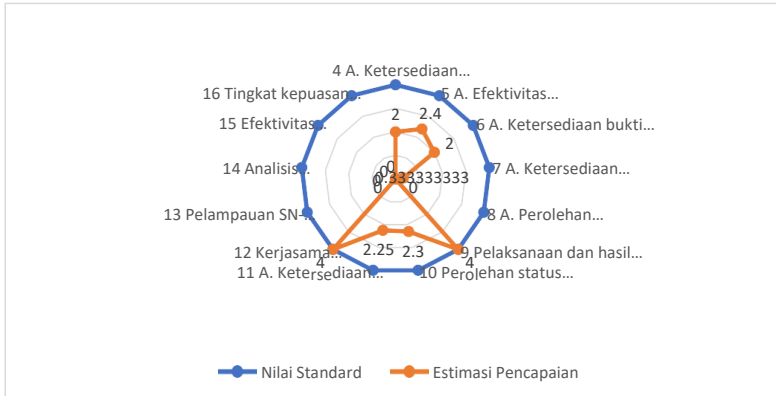 4 A. Ketersediaan...
16 Tingkat kepuasan...
5 A. Efektivitas...
2
2.4
15 Efektivitas...
6 A. Ketersediaan bukti...
2
14 Analisis...
0
0
0
0
0.333333333
7 A. Ketersediaan...
0
13 Pelampauan SN-...
8 A. Perolehan...
12 Kerjasama...
9 Pelaksanaan dan hasil...
4
2.25
2.3
4
11 A. Ketersediaan...
10 Perolehan status...
Nilai Standard
Estimasi Pencapaian